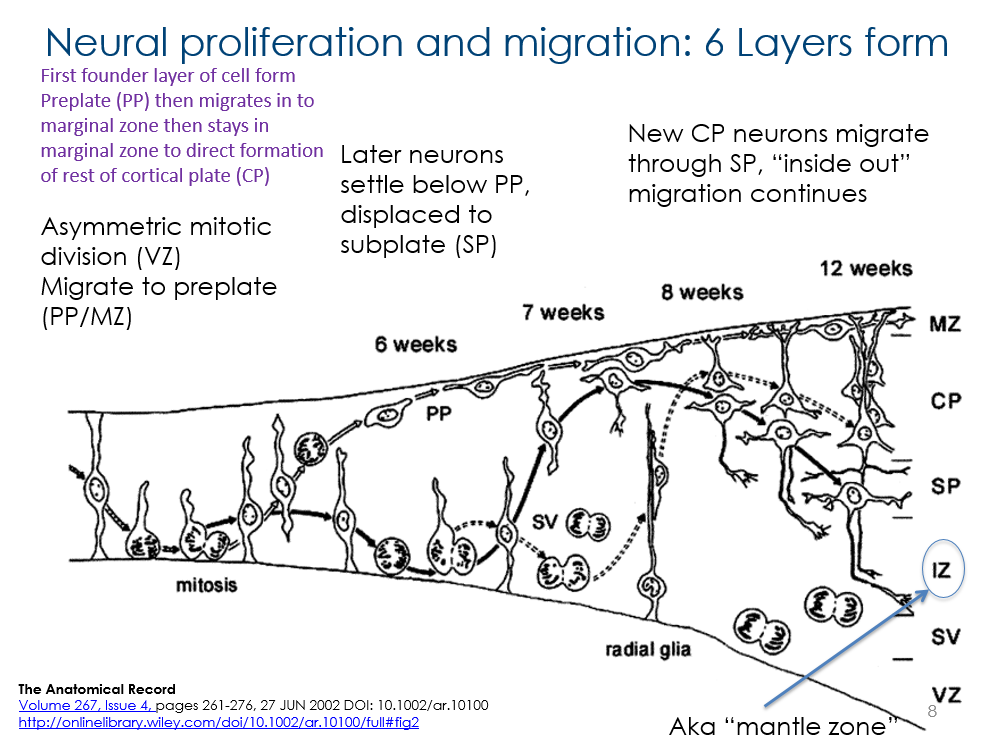 Neural proliferation and migration: 6 Layers form
First founder layer of cell form
Preplate (PP) then migrates in to
marginal zone then stays in
marginal zone to direct formation
of rest of cortical plate (CP)
Asymmetric mitotic
division (VZ)
Migrate to preplate
(PP/MZ)
Later neurons
settle below PP,
displaced to
subplate (SP)
New CP neurons migrate
through SP, “inside out”
migration continues
6 weeks
7 weeks
8 weeks
12 weeks
PP
SV
mitosis
radial glia
MZ
CP
SP
IZ
SV
VZ
Aka “mantle zone”
The Anatomical Record
Volume 267, Issue 4, pages 261-276, 27 JUN 2002 DOI: 10.1002/ar.10100
http://onlinelibrary.wiley.com/doi/10.1002/ar.10100/full#fig2
8